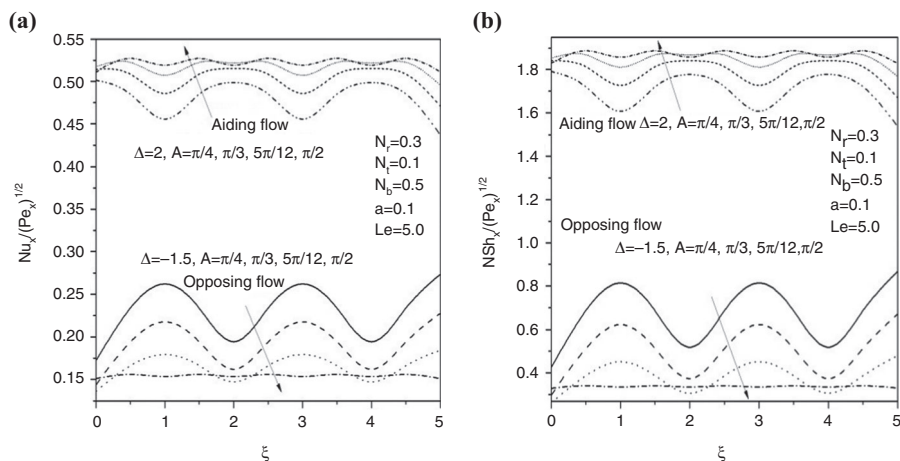 (a)
0.55
0.50
0.45
0.40
0.35
0.30
0.25
0.20
0.15
Nu_x/(Pe_x)^1/2
Aiding flow
Δ=2, A=π/4, π/3, 5π/12, π/2
N_r=0.3
N_t=0.1
N_b=0.5
a=0.1
Le=5.0
Δ=−1.5, A=π/4, π/3, 5π/12, π/2
Opposing flow
0 1 2 3 4 5
ξ
(b)
1.8
1.6
1.4
1.2
1.0
0.8
0.6
0.4
NSh_x/(Pe_x)^1/2
Aiding flow Δ=2, A=π/4, π/3, 5π/12,π/2
N_r=0.3
N_t=0.1
N_b=0.5
a=0.1
Le=5.0
Opposing flow
Δ=−1.5, A=π/4, π/3, 5π/12,π/2
0 1 2 3 4 5
ξ